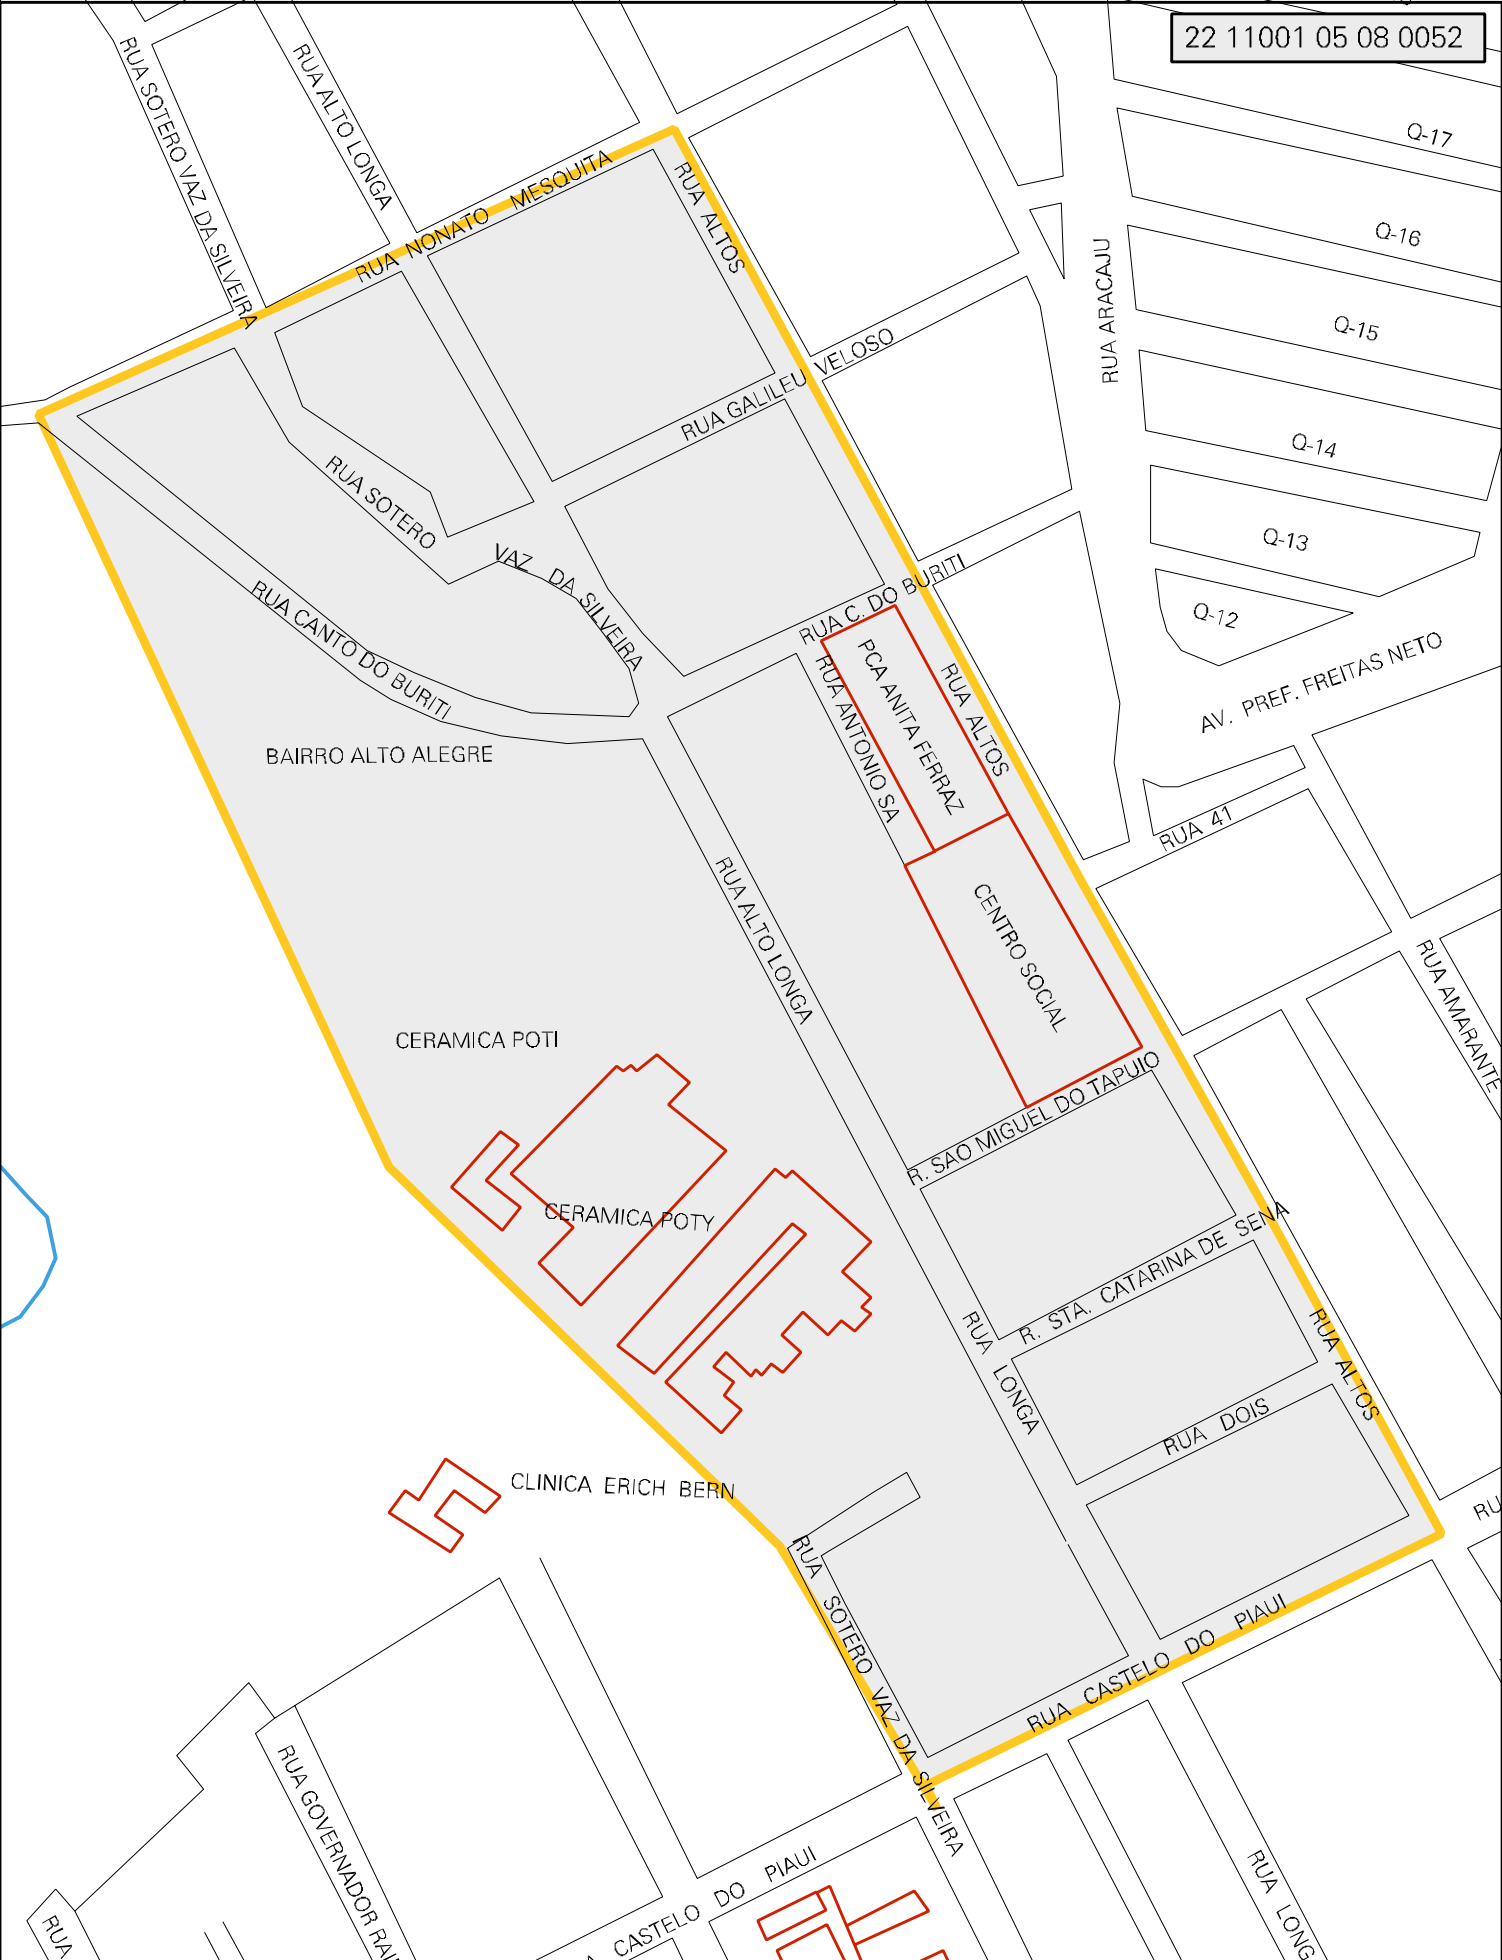 22 11001 05 08 0052
RUA SOTERO VAZ DA SILVEIRA
RUA ALTO LONGA
Q-17
RUA NONATO MESQUITA
RUA ALTOS
Q-16
RUA ARACAJU
Q-15
RUA GALILEU VELOSO
Q-14
RUA SOTERO VAZ DA SILVEIRA
Q-13
RUA CANTO DO BURITI
RUA C. DO BURITI
Q-12
PCA ANITA FERRAZ
RUA ANTONIO SA
RUA ALTOS
AV. PREF. FREITAS NETO
BAIRRO ALTO ALEGRE
RUA 41
RUA ALTO LONGA
CENTRO SOCIAL
RUA AMARANTE
CERAMICA POTI
R. SAO MIGUEL DO TAPUIO
CERAMICA POTY
R. STA. CATARINA DE SENA
RUA LONGA
RUA ALTOS
RUA DOIS
CLINICA ERICH BERN
RU
RUA SOTERO VAZ DA SILVEIRA
RUA CASTELO DO PIAUI
RUA GOVERNADOR RAI
CASTELO DO PIAUI
RUA LONG
RUA